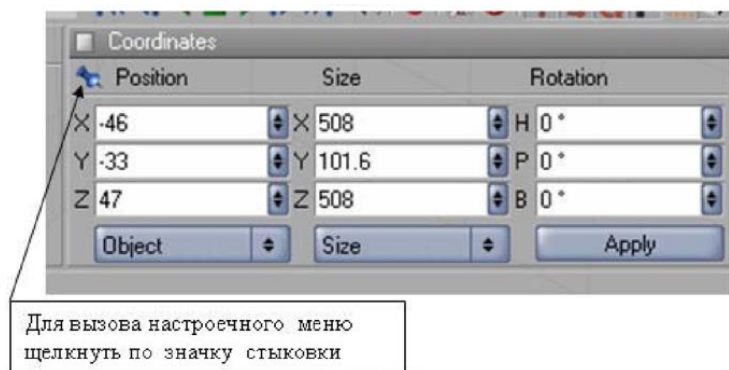 Coordinates
Position Size Rotation
X -46 X 508 H 0 °
Y -33 Y 101.6 P 0 °
Z 47 Z 508 B 0 °
Object Size Apply
Для вызова настроечного меню
щелкнуть по значку стыковки